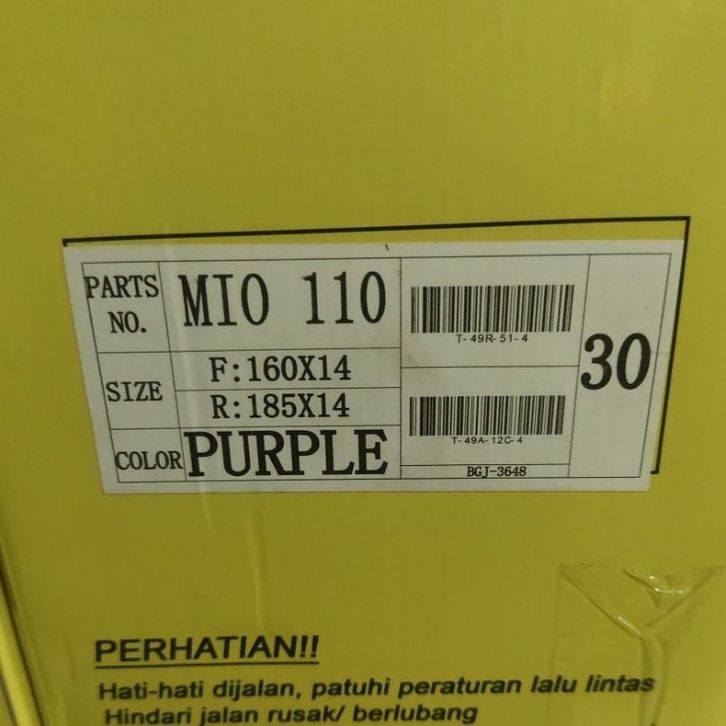 PARTS NO. MIO 110
SIZE F:160X14
R:185X14
COLOR PURPLE
T-49R-51-4
T-49A-12C-4
BGJ-3648
30
PERHATIAN!!
Hati-hati dijalan, patuhi peraturan lalu lintas
Hindari jalan rusak/ berlubang